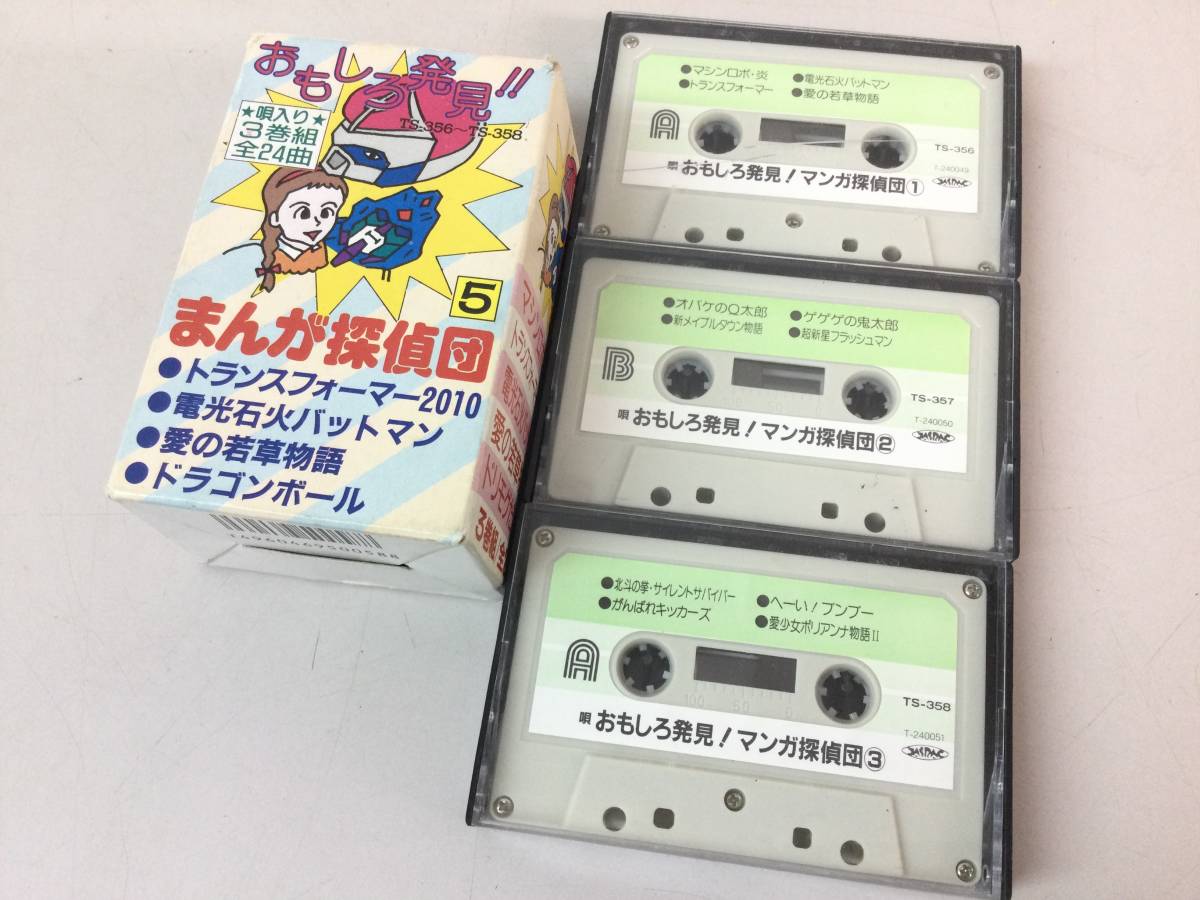 おもしろ発見!!
TS-356〜TS-358
★唄入り★
3巻組
全24曲
5
まんが探偵団
●トランスフォーマー2010
●電光石火バットマン
●愛の若草物語
●ドラゴンボール
T4960469500588
●マシンロボ・炎
●電光石火バットマン
●トランスフォーマー
●愛の若草物語
A
TS-356
T-240049
JASRAC
唄 おもしろ発見!マンガ探偵団①
●オバケのQ太郎
●ゲゲゲの鬼太郎
●新メイプルタウン物語
●超新星フラッシュマン
B
TS-357
T-240050
JASRAC
唄 おもしろ発見!マンガ探偵団②
●北斗の拳・サイレントサバイバー
●へーい!ブンブー
●がんばれキッカーズ
●愛少女ポリアンナ物語II
A
100 50 0
TS-358
T-240051
JASRAC
唄 おもしろ発見!マンガ探偵団③